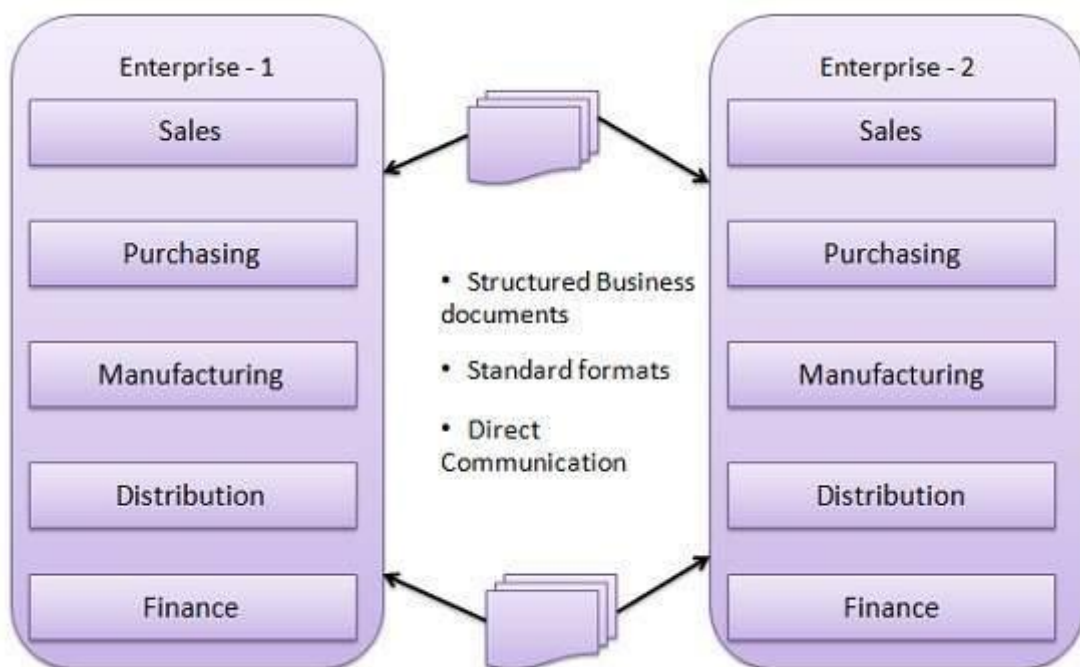 Enterprise - 1
Sales
Purchasing
Manufacturing
Distribution
Finance
• Structured Business
documents
• Standard formats
• Direct
Communication
Enterprise - 2
Sales
Purchasing
Manufacturing
Distribution
Finance